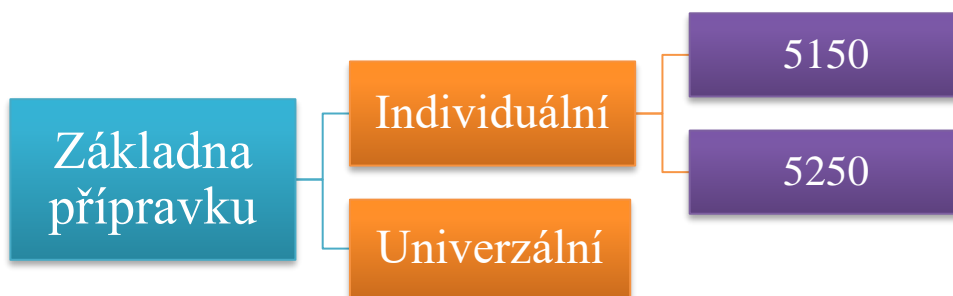 Základna
přípravku
Individuální
Univerzální
5150
5250